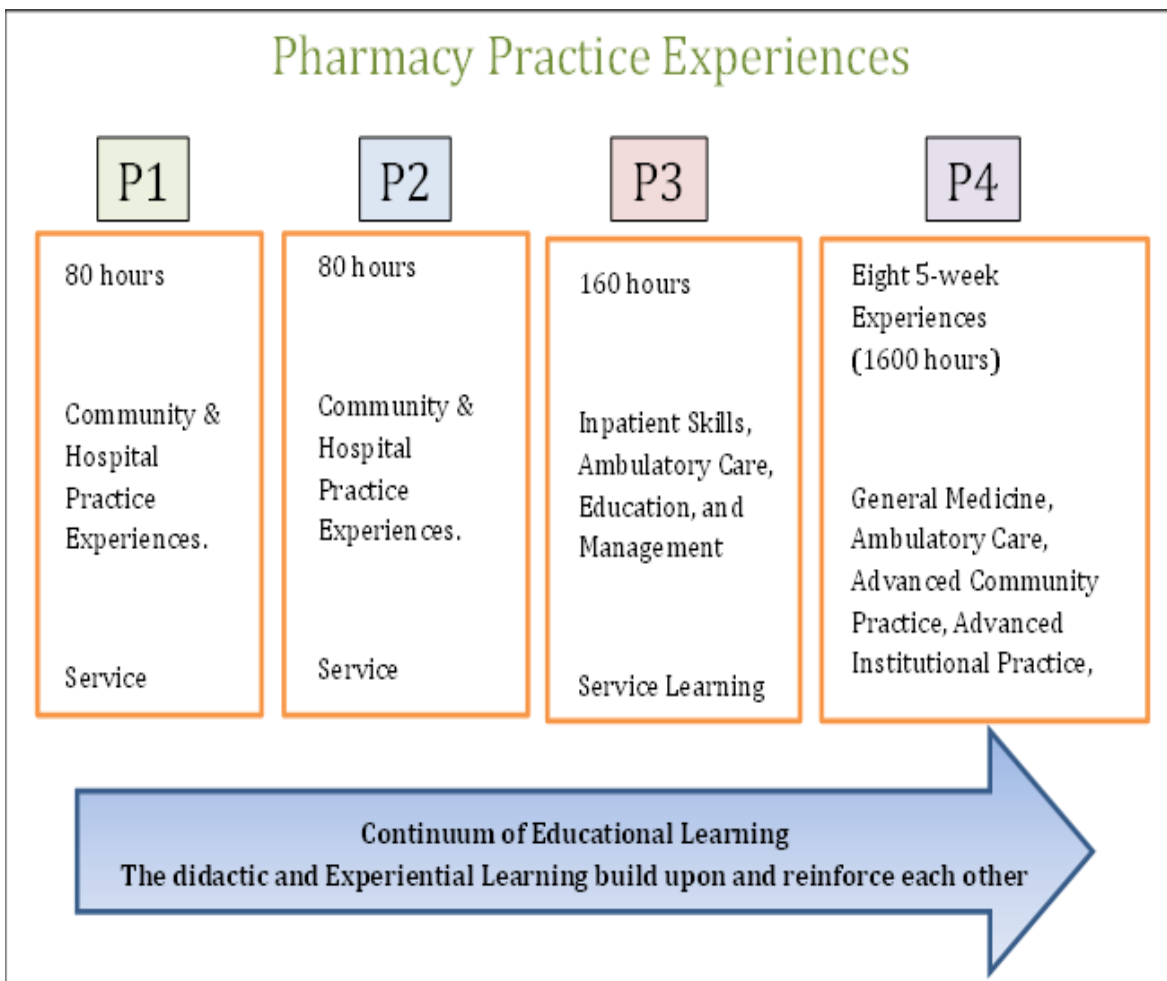 Pharmacy Practice Experiences
P1
80 hours
Community &
Hospital
Practice
Experiences.
Service
P2
80 hours
Community &
Hospital
Practice
Experiences.
Service
P3
160 hours
Inpatient Skills,
Ambulatory Care,
Education, and
Management
Service Learning
P4
Eight 5-week
Experiences
(1600 hours)
General Medicine,
Ambulatory Care,
Advanced Community
Practice, Advanced
Institutional Practice,
Continuum of Educational Learning
The didactic and Experiential Learning build upon and reinforce each other